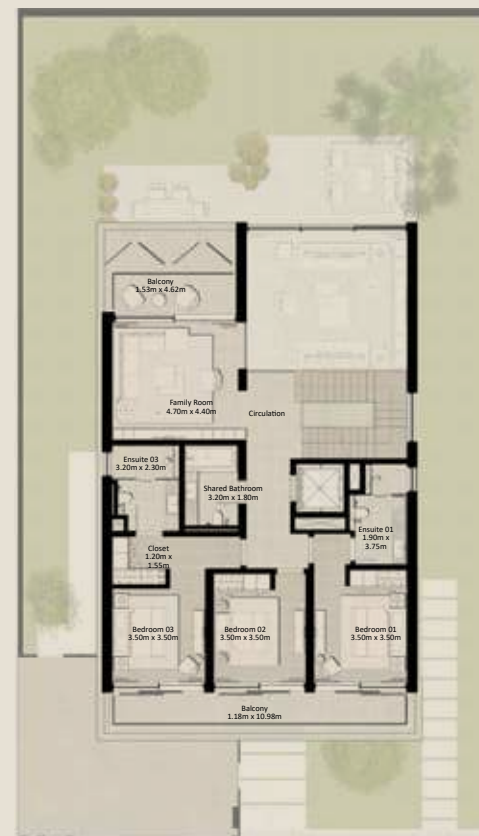 Balcony
1.53m x 4.62m
Family Room
4.70m x 4.40m
Circulation
Ensuite 03
3.20m x 2.30m
Shared Bathroom
3.20m x 1.80m
Ensuite 01
1.90m x
3.75m
Closet
1.20m x
1.55m
Bedroom 03
3.50m x 3.50m
Bedroom 02
3.50m x 3.50m
Bedroom 01
3.50m x 3.50m
Balcony
1.18m x 10.98m